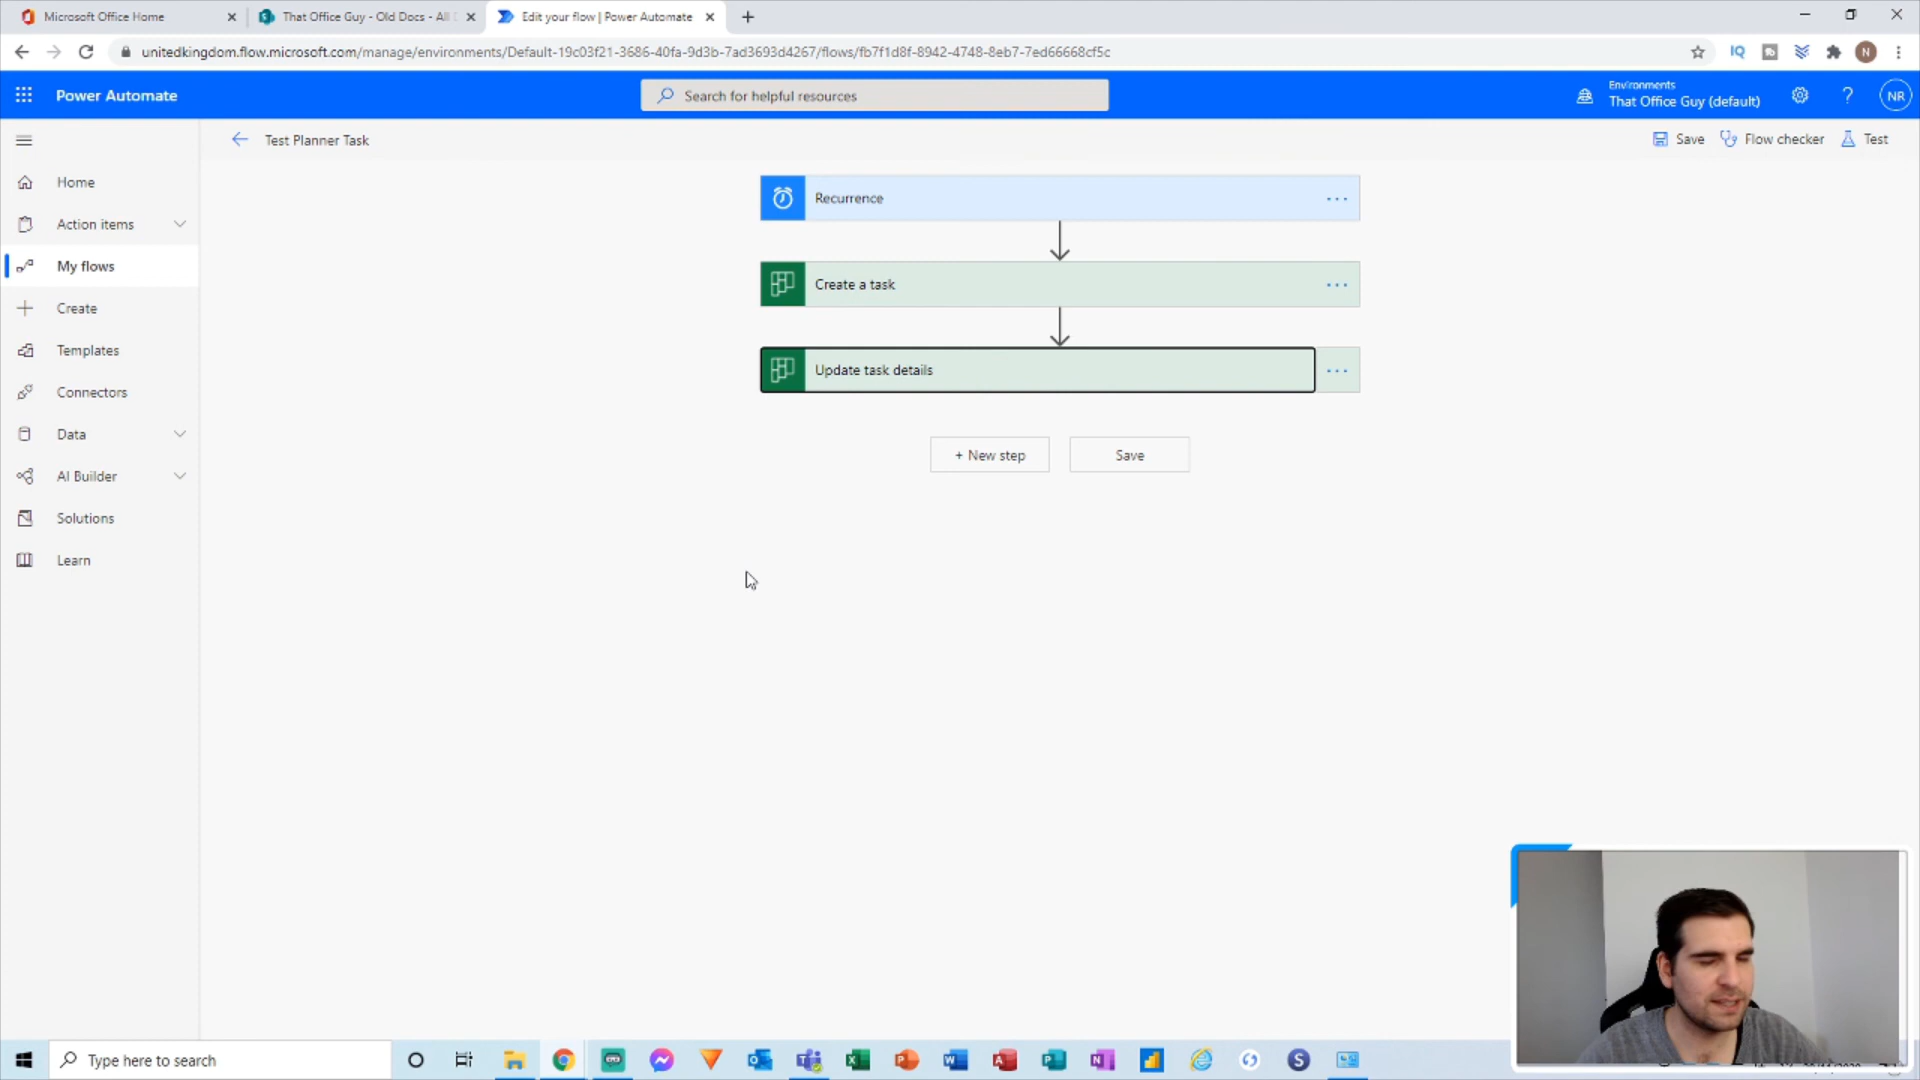 Microsoft Office Home
That Office Guy - Old Docs - All
Edit your flow | Power Automate
unitedkingdom.flow.microsoft.com/manage/environments/Default-19c03f21-3686-40fa-9d3b-7ad3693d4267/flows/fb7f1d8f-8942-4748-8eb7-7ed66668cf5c
IQ
N
Power Automate
Search for helpful resources
Environments
That Office Guy (default)
?
NR
Test Planner Task
Save
Flow checker
Test
Home
Action items
My flows
Create
Templates
Connectors
Data
AI Builder
Solutions
Learn
Recurrence
Create a task
Update task details
+ New step
Save
Type here to search